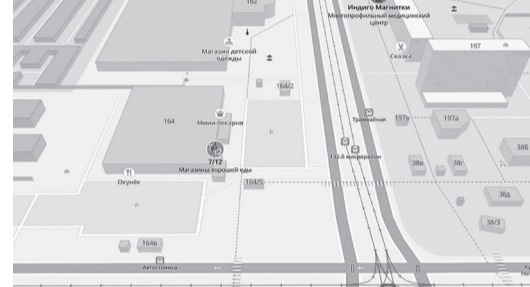 162
Индиго Магнитки
Многопрофильный медицинский
центр
Магазин детской
одежды
Сказка
197
164/2
164
Мини-пекарня
Р
Трамвайная
197а
132-й микрорайон
7/12
Магазины хорошей еды
Окунёк
164/5
38в
38г
38Б
38д
38/3
Р
164в
Автостоянка